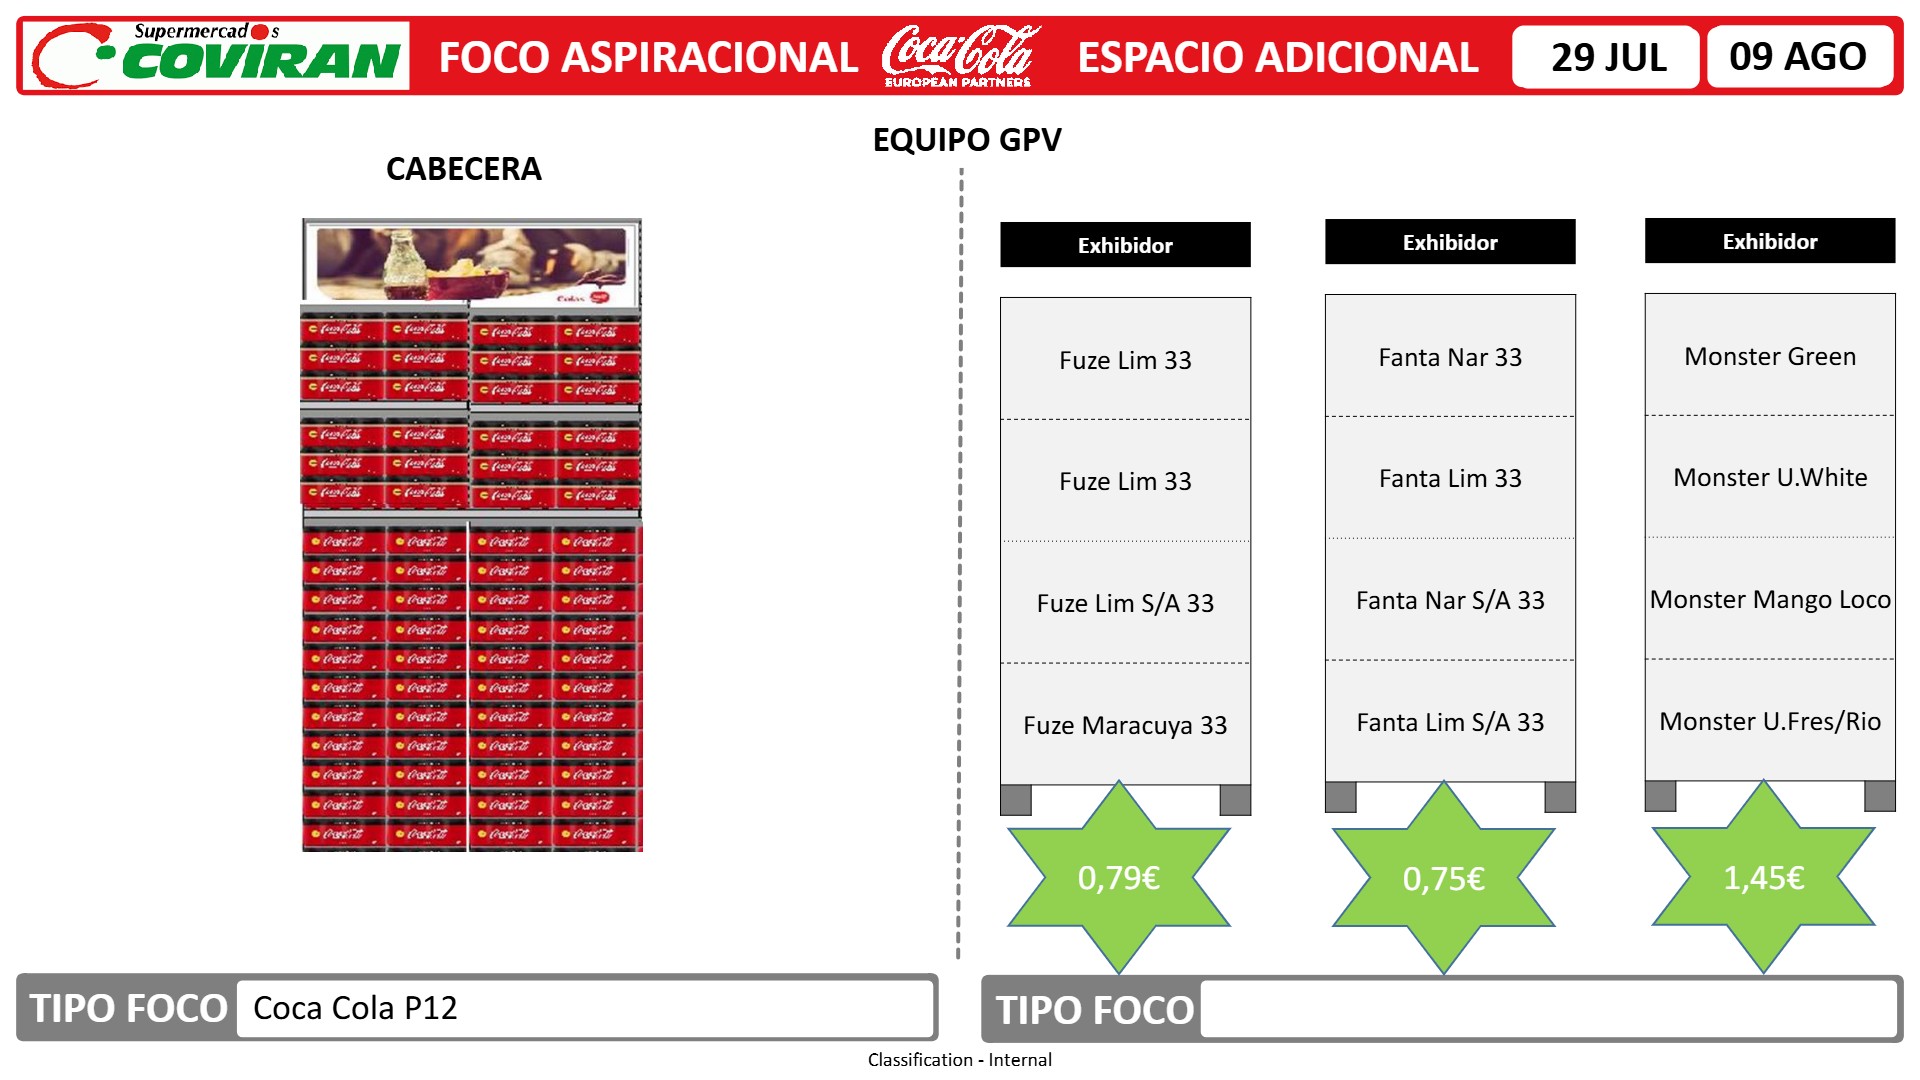 Supermercados
COVIRAN
FOCO ASPIRACIONAL
Coca-Cola
EUROPEAN PARTNERS
ESPACIO ADICIONAL
29 JUL
09 AGO
EQUIPO GPV
CABECERA
Colas
Exhibidor
Fuze Lim 33
Fuze Lim 33
Fuze Lim S/A 33
Fuze Maracuya 33
0,79€
Exhibidor
Fanta Nar 33
Fanta Lim 33
Fanta Nar S/A 33
Fanta Lim S/A 33
0,75€
Exhibidor
Monster Green
Monster U.White
Monster Mango Loco
Monster U.Fres/Rio
1,45€
TIPO FOCO
Coca Cola P12
TIPO FOCO
Classification - Internal